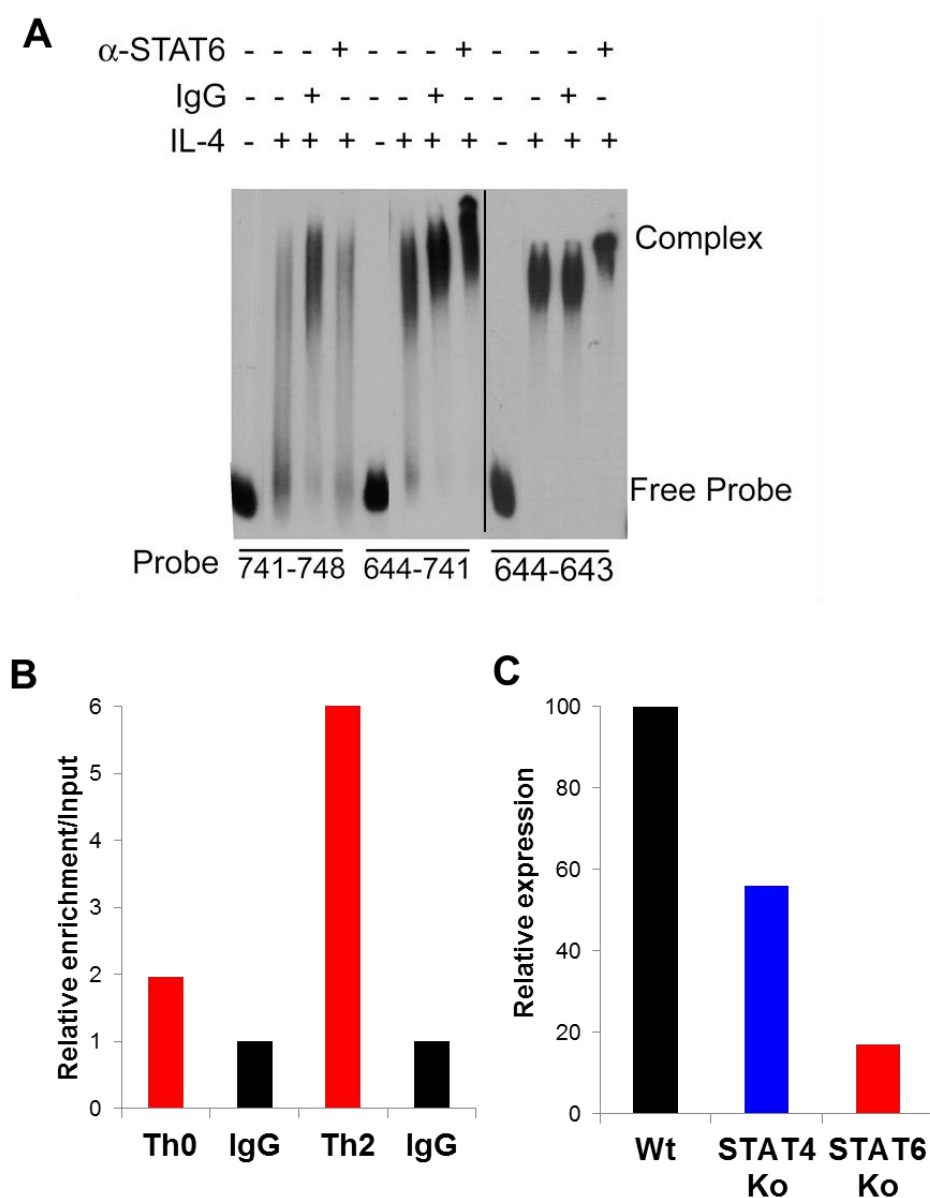 A
α-STAT6 - - - + - - - + - - - +
IgG - - + - - - + - - - + -
IL-4 - + + + - + + + - + + +
Complex
Free Probe
Probe 741-748 644-741 644-643
B
Relative enrichment/Input
6
5
4
3
2
1
0
Th0 IgG Th2 IgG
C
Relative expression
100
80
60
40
20
0
Wt STAT4 STAT6
Ko Ko